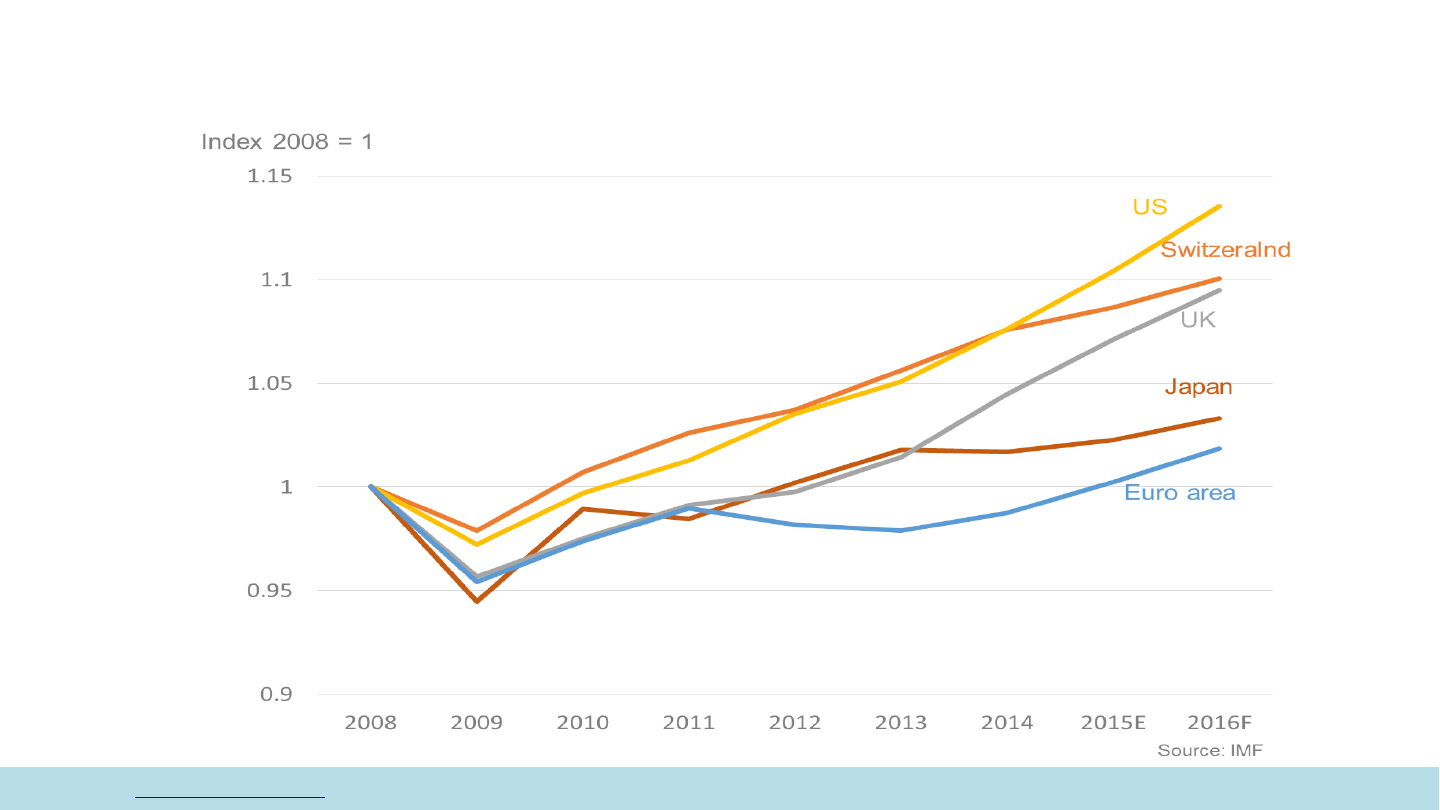 Index 2008 = 1
1.15
US
Switzeralnd
1.1
UK
1.05
Japan
1
Euro area
0.95
0.9
2008 2009 2010 2011 2012 2013 2014 2015E 2016F
Source: IMF